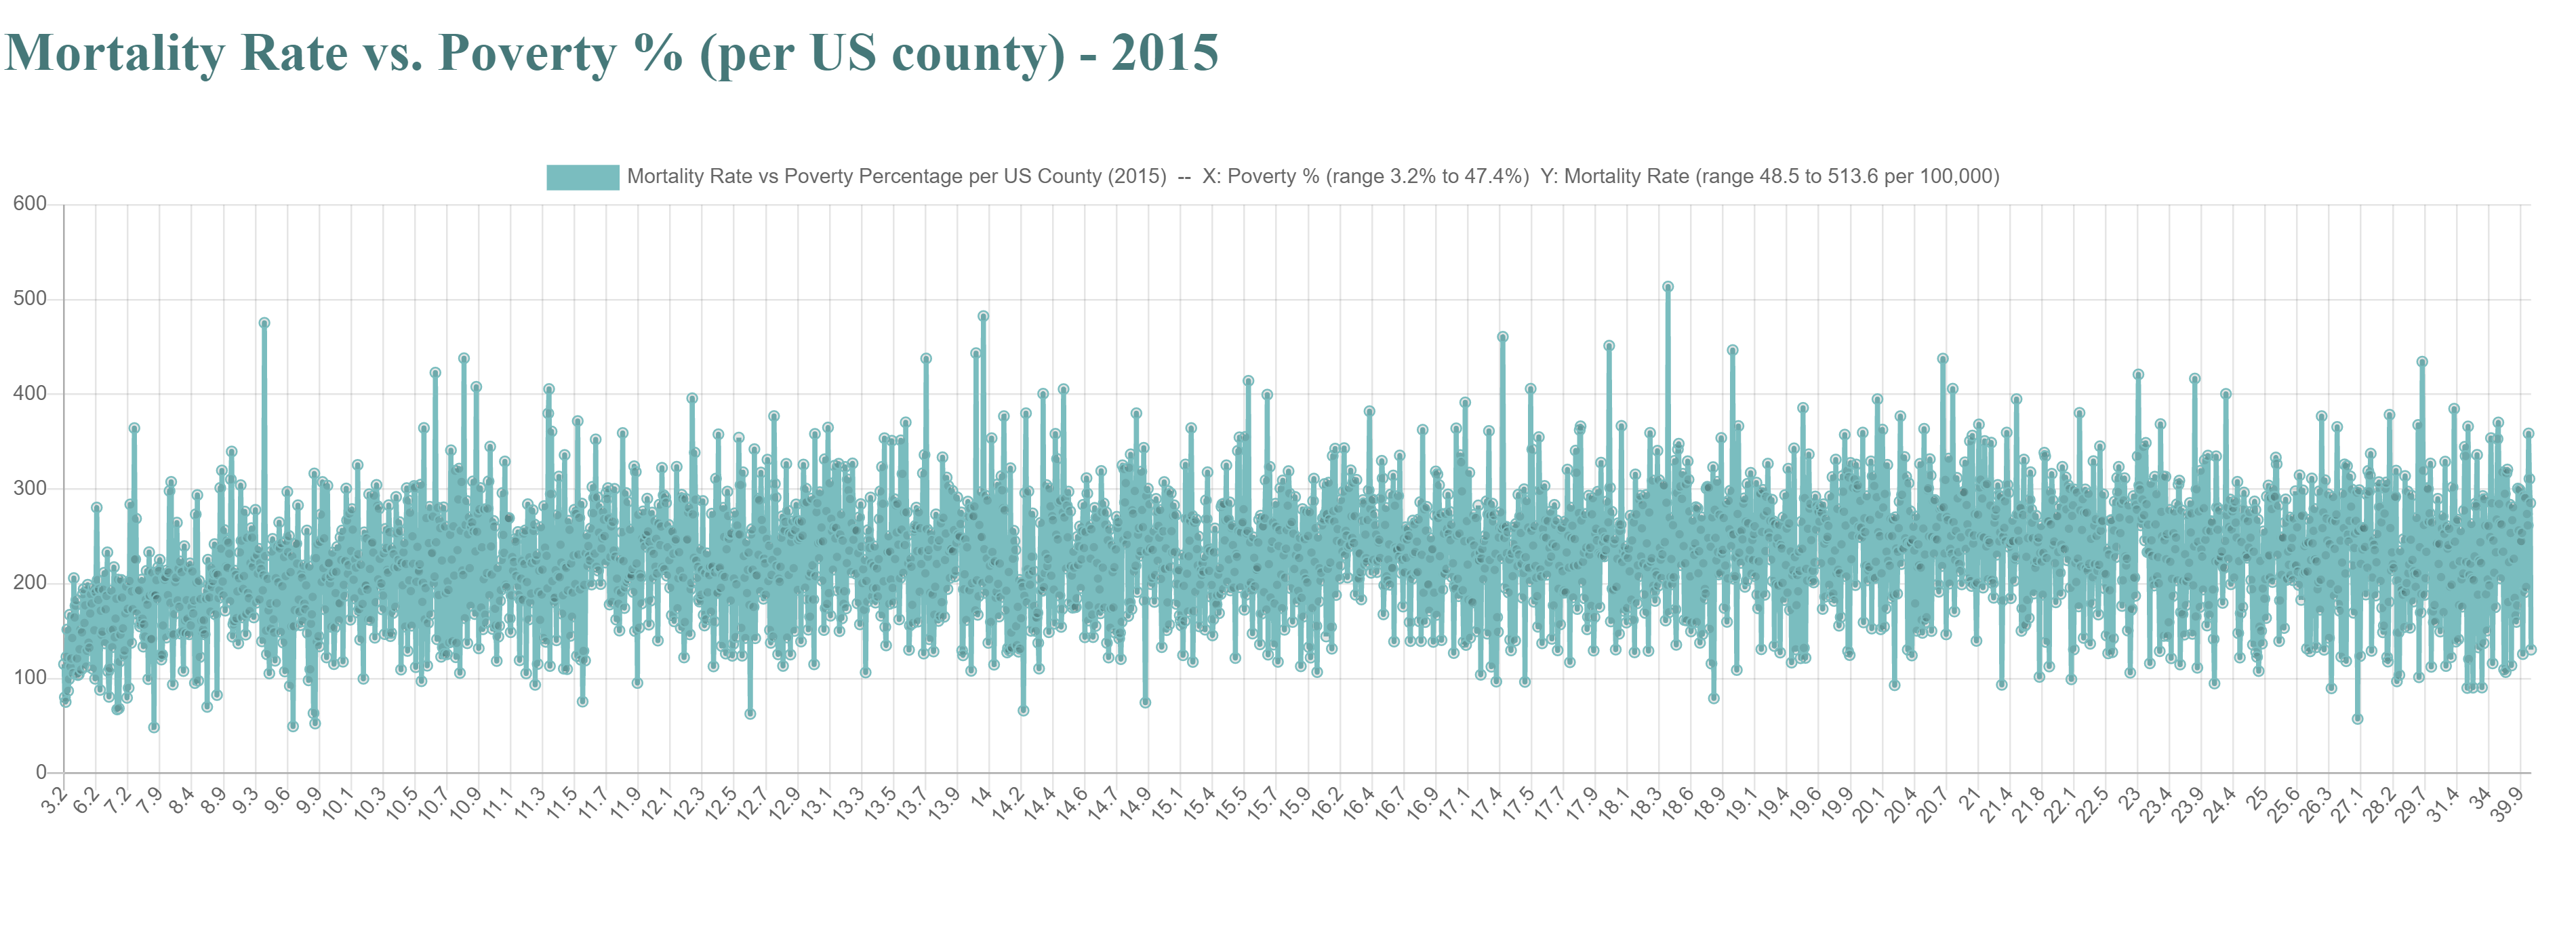 Mortality Rate vs. Poverty % (per US county) - 2015
Mortality Rate vs Poverty Percentage per US County (2015) -- X: Poverty % (range 3.2% to 47.4%) Y: Mortality Rate (range 48.5 to 513.6 per 100,000)
600
500
400
300
200
100
0
3.2 6.2 7.2 7.9 8.4 8.9 9.3 9.6 9.9 10.1 10.3 10.5 10.7 10.9 11.1 11.3 11.5 11.7 11.9 12.1 12.3 12.5 12.7 12.9 13.1 13.3 13.5 13.7 13.9 14 14.2 14.4 14.6 14.7 14.9 15.1 15.4 15.5 15.7 15.9 16.2 16.4 16.7 16.9 17.1 17.4 17.5 17.7 17.9 18.1 18.3 18.6 18.9 19.1 19.4 19.6 19.9 20.1 20.4 20.7 21 21.4 21.8 22.1 22.5 23 23.4 23.9 24.4 25 25.6 26.3 27.1 28.2 29.7 31.4 34 39.9